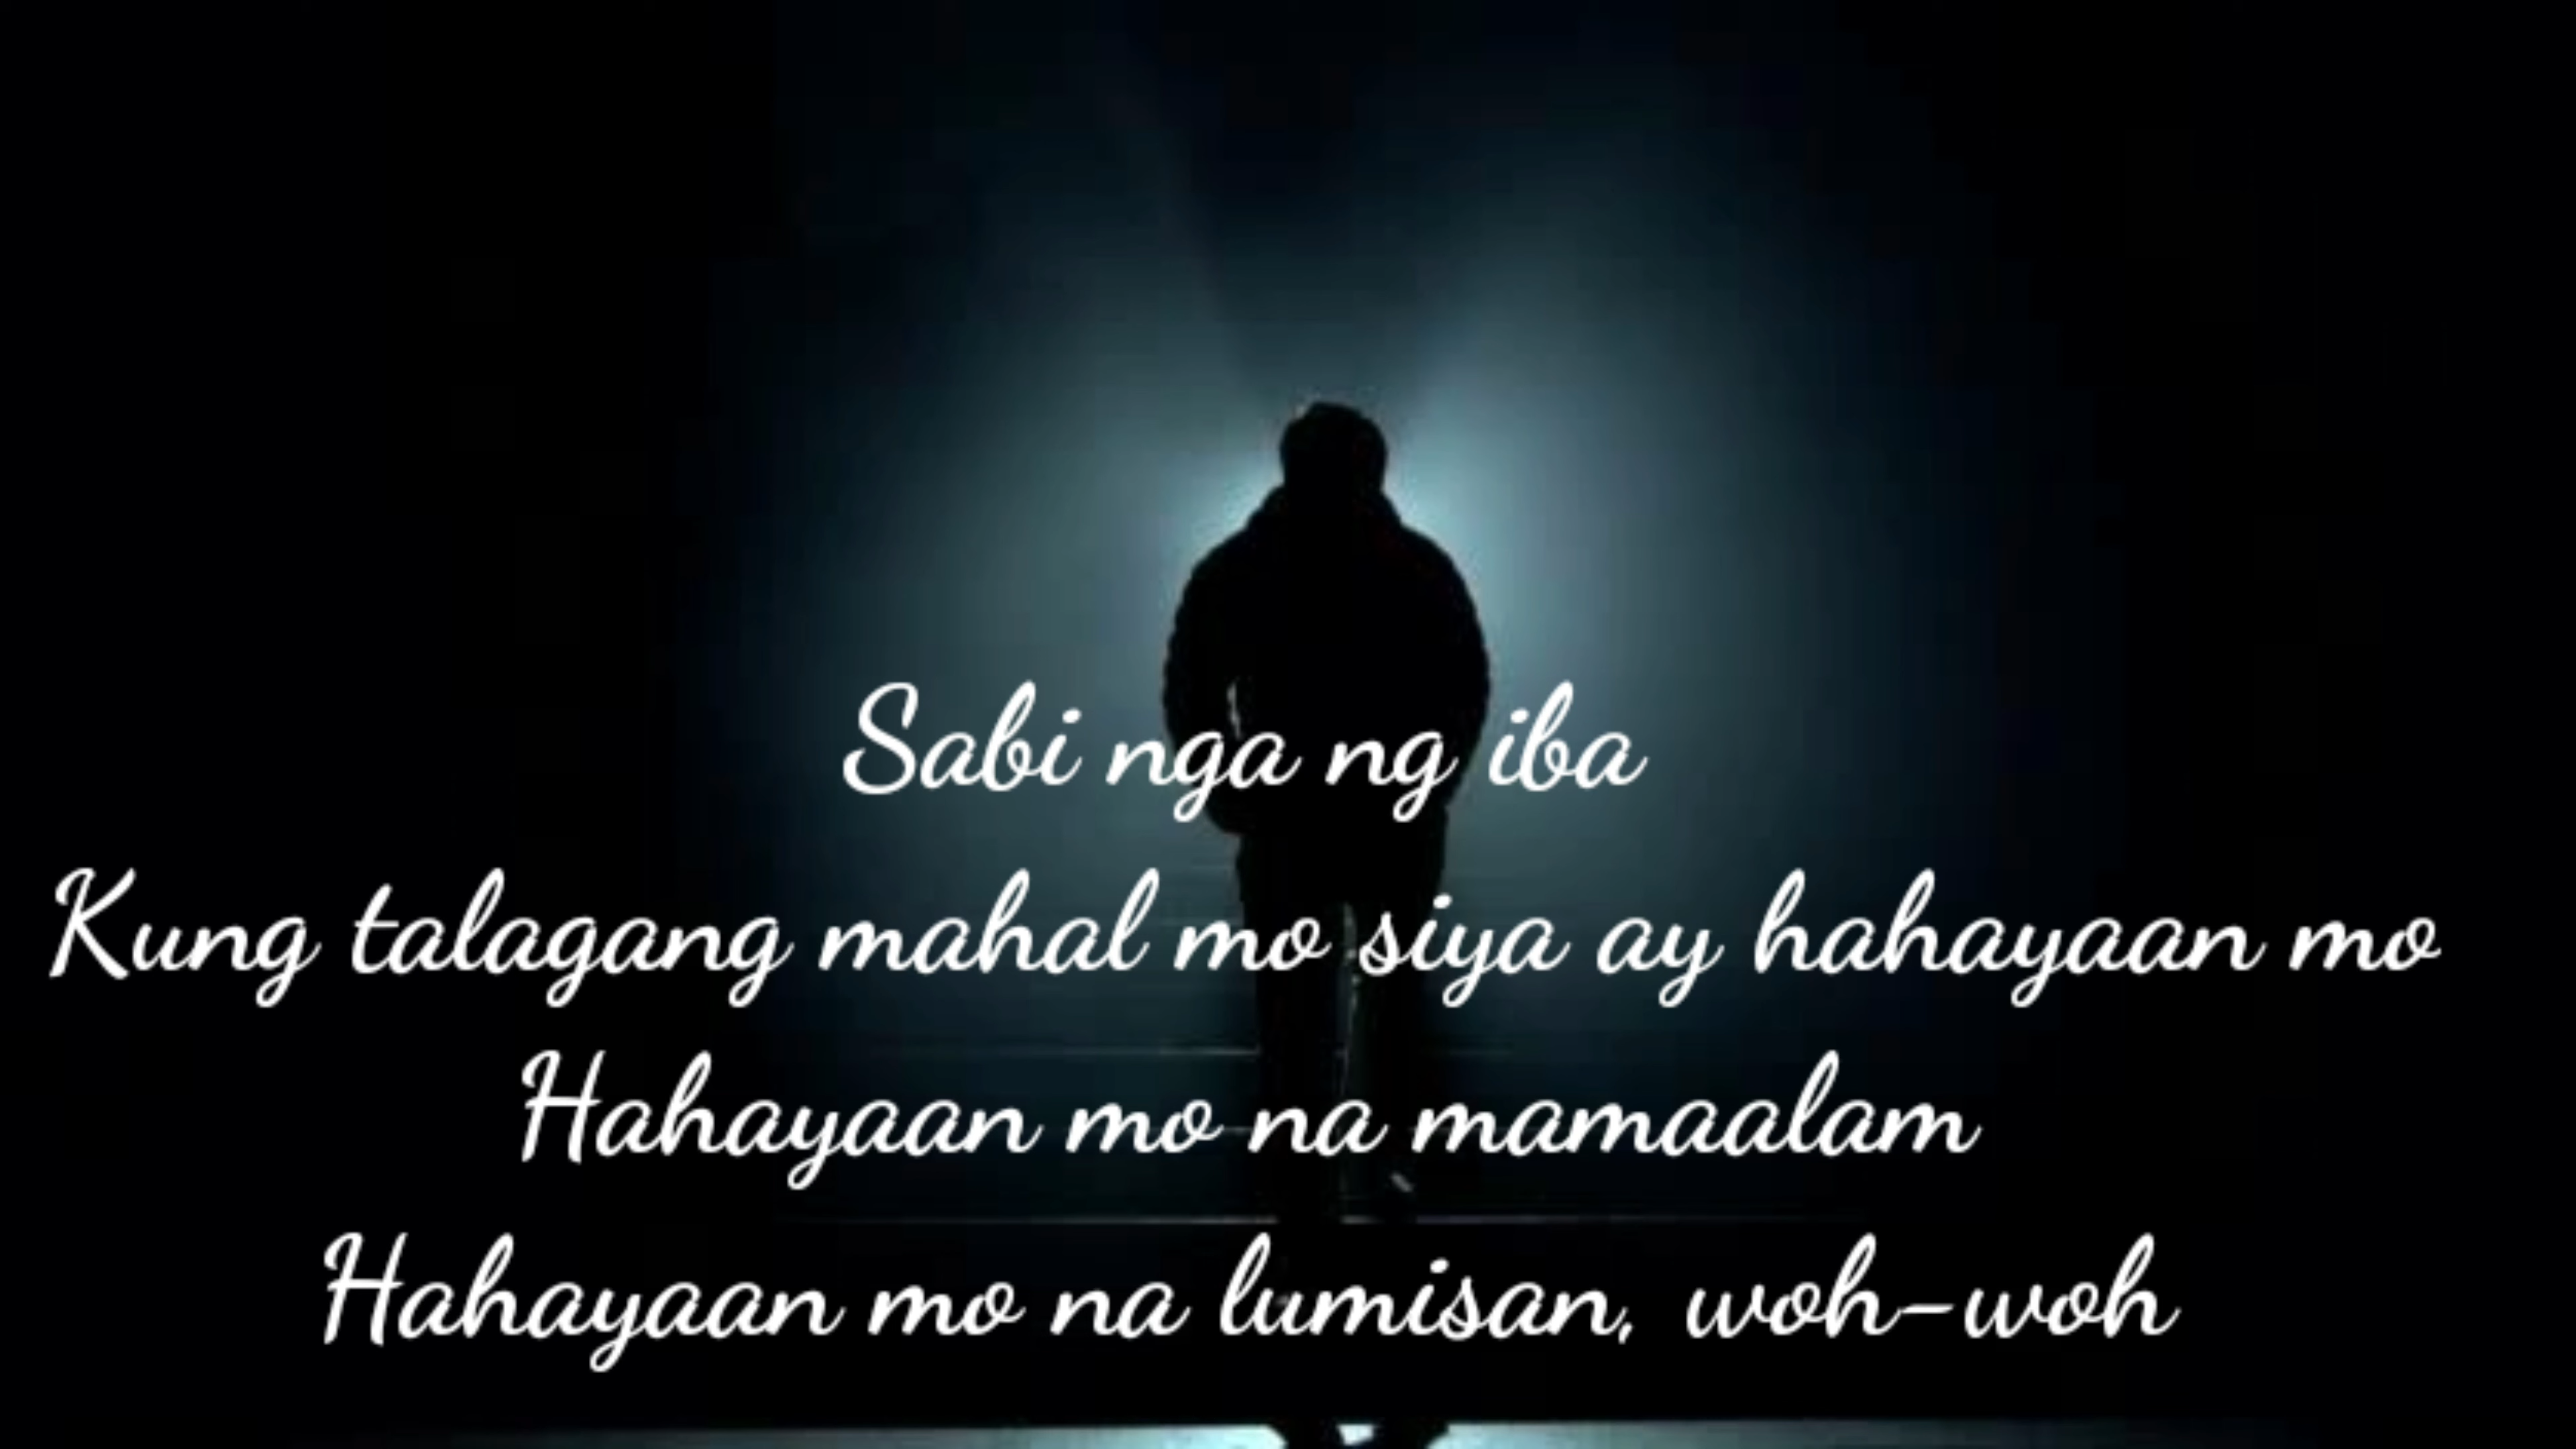 Sabi nga ng iba
Kung talagang mahal mo siya ay hahayaan mo
Hahayaan mo na mamaalam
Hahayaan mo na lumisan, woh-woh